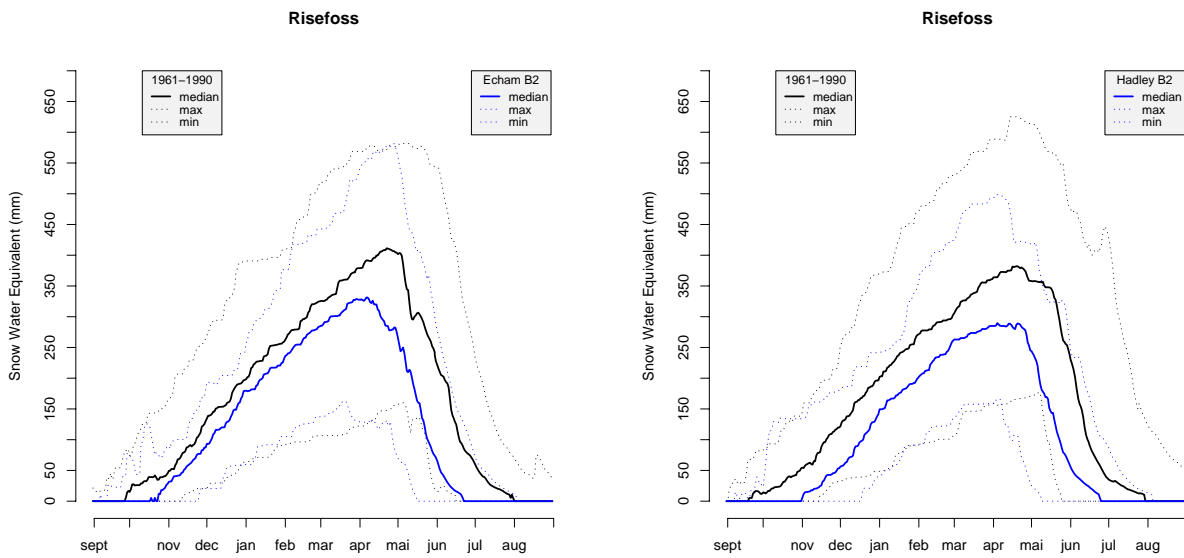 Risefoss
1961−1990
median
max
min
Echam B2
median
max
min
Snow Water Equivalent (mm)
650
550
450
350
250
150
50
0
sept nov dec jan feb mar apr mai jun jul aug
Risefoss
1961−1990
median
max
min
Hadley B2
median
max
min
Snow Water Equivalent (mm)
650
550
450
350
250
150
50
0
sept nov dec jan feb mar apr mai jun jul aug